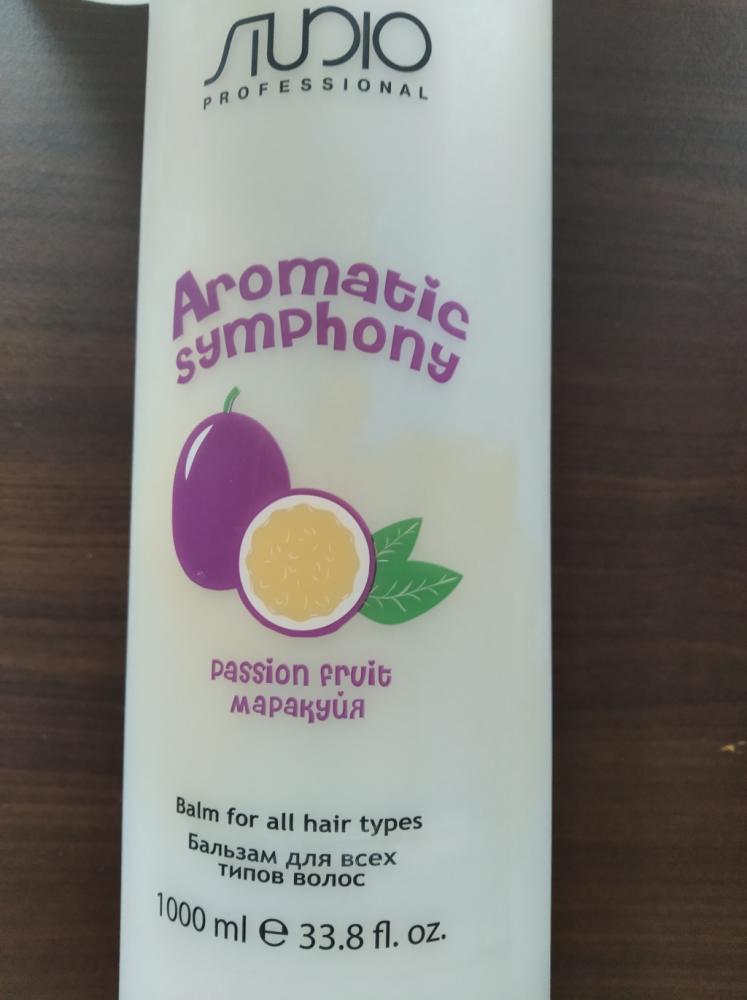 STUDIO
PROFESSIONAL
Aromatic
symphony
passion fruit
маракуйя
Balm for all hair types
Бальзам для всех
типов волос
1000 ml ℮ 33.8 fl. oz.